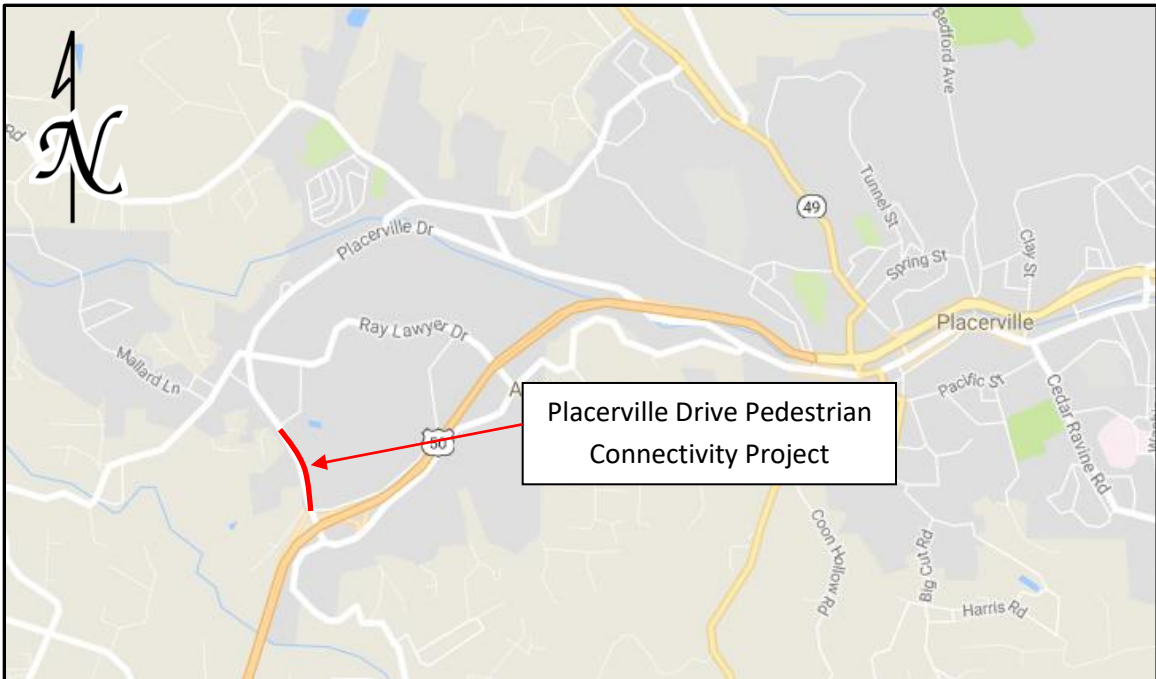 N
Rd
Bedford Ave
49
Tunnel St
Clay St
Spring St
Placerville Dr
Placerville
Ray Lawyer Dr
Mallard Ln
Pacific St
Cedar Ravine Rd
50
Placerville Drive Pedestrian
Connectivity Project
Coon Hollow Rd
Big Cut Rd
Harris Rd